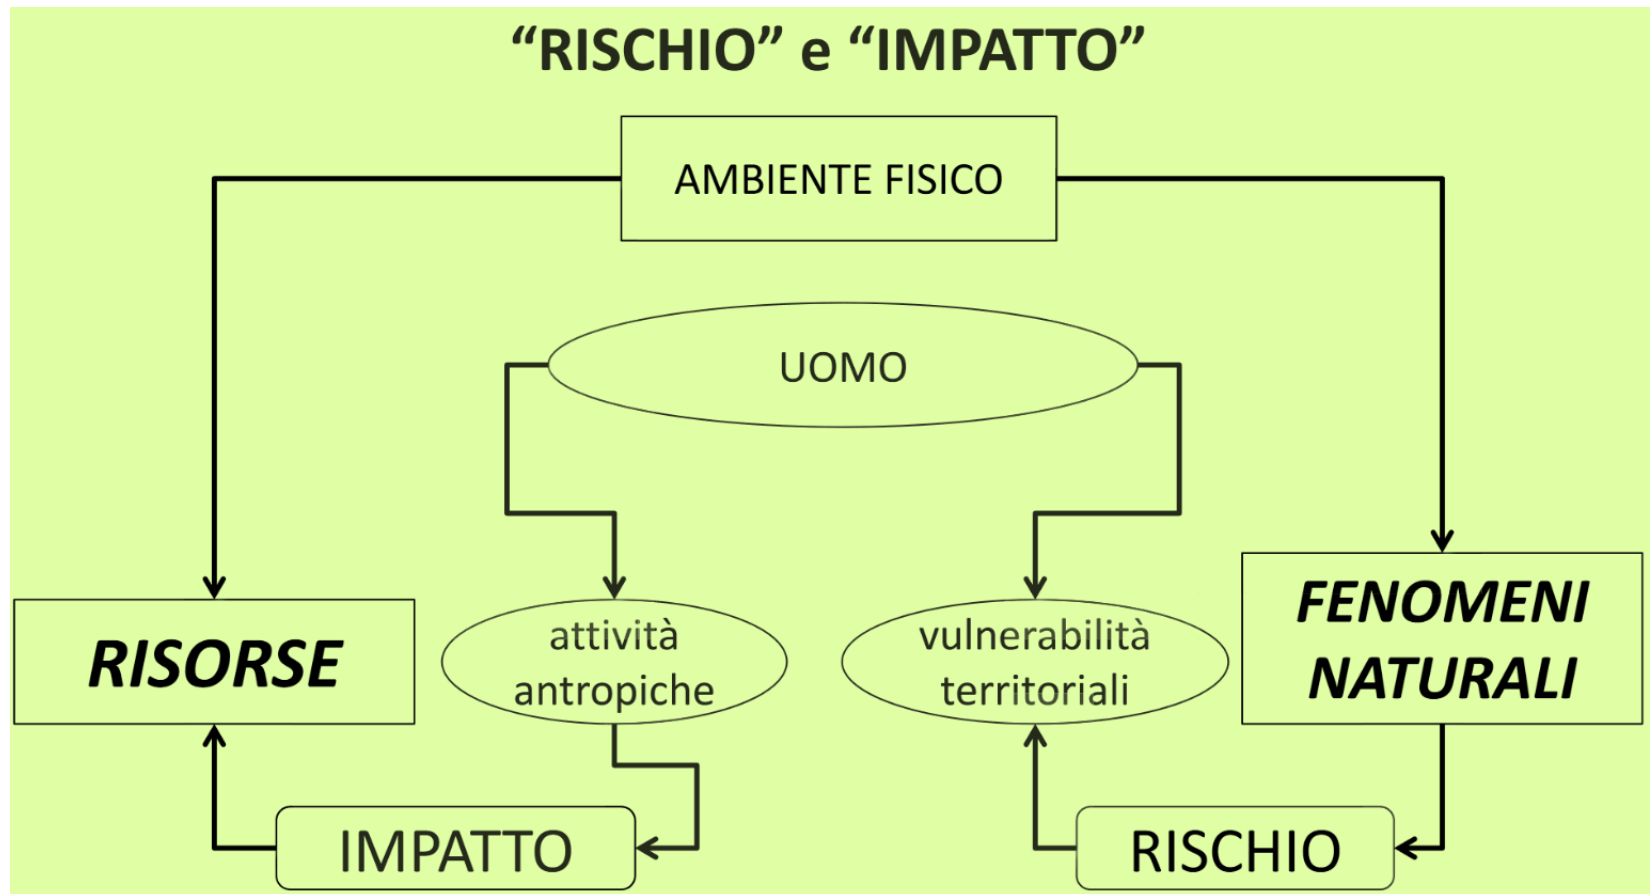 “RISCHIO” e “IMPATTO”
AMBIENTE FISICO
UOMO
RISORSE
attività
antropiche
vulnerabilità
territoriali
FENOMENI
NATURALI
IMPATTO
RISCHIO